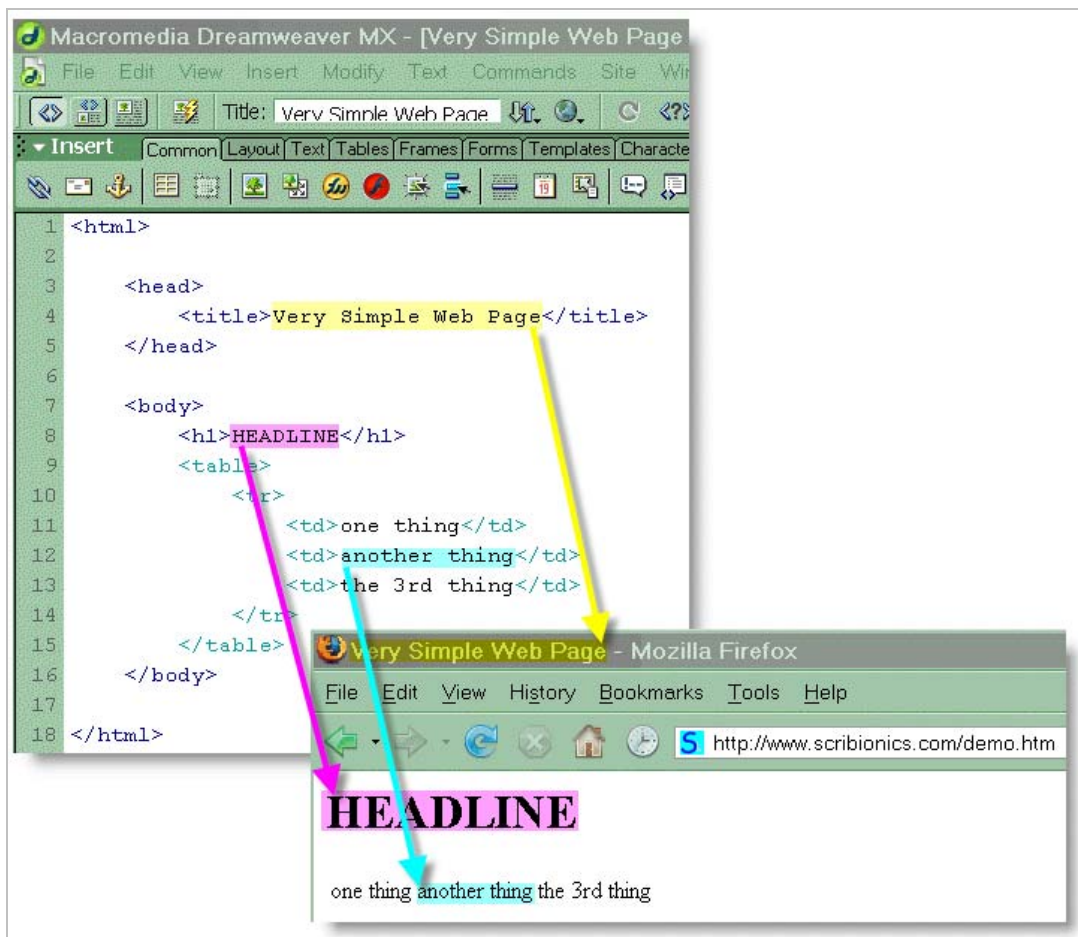 Macromedia Dreamweaver MX - [Very Simple Web Page
File Edit View Insert Modify Text Commands Site
Title: Very Simple Web Page
Insert Common Layout Text Tables Frames Forms Templates
1 <html>
2
3 <head>
4 <title>Very Simple Web Page</title>
5 </head>
6
7 <body>
8 <h1>HEADLINE</h1>
9 <table>
10 <tr>
11 <td>one thing</td>
12 <td>another thing</td>
13 <td>the 3rd thing</td>
14 </tr>
15 </table>
16 </body>
17
18 </html>
Very Simple Web Page - Mozilla Firefox
File Edit View History Bookmarks Tools Help
S http://www.scribionics.com/demo.htm
HEADLINE
one thing another thing the 3rd thing